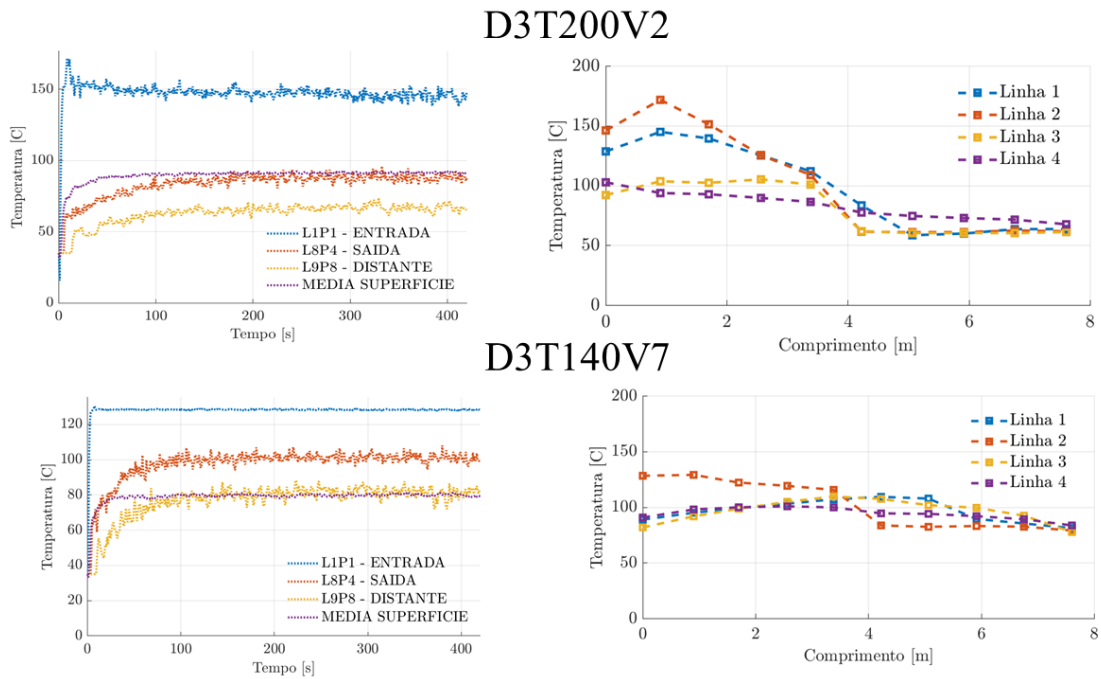 D3T200V2
Temperatura [C]
150
100
50
0
0 100 200 300 400
Tempo [s]
L1P1 - ENTRADA
L8P4 - SAIDA
L9P8 - DISTANTE
MEDIA SUPERFICIE
Temperatura [C]
200
150
100
50
0
0 2 4 6 8
Comprimento [m]
Linha 1
Linha 2
Linha 3
Linha 4
D3T140V7
Temperatura [C]
120
100
80
60
40
20
0
0 100 200 300 400
Tempo [s]
L1P1 - ENTRADA
L8P4 - SAIDA
L9P8 - DISTANTE
MEDIA SUPERFICIE
Temperatura [C]
200
150
100
50
0
0 2 4 6 8
Comprimento [m]
Linha 1
Linha 2
Linha 3
Linha 4